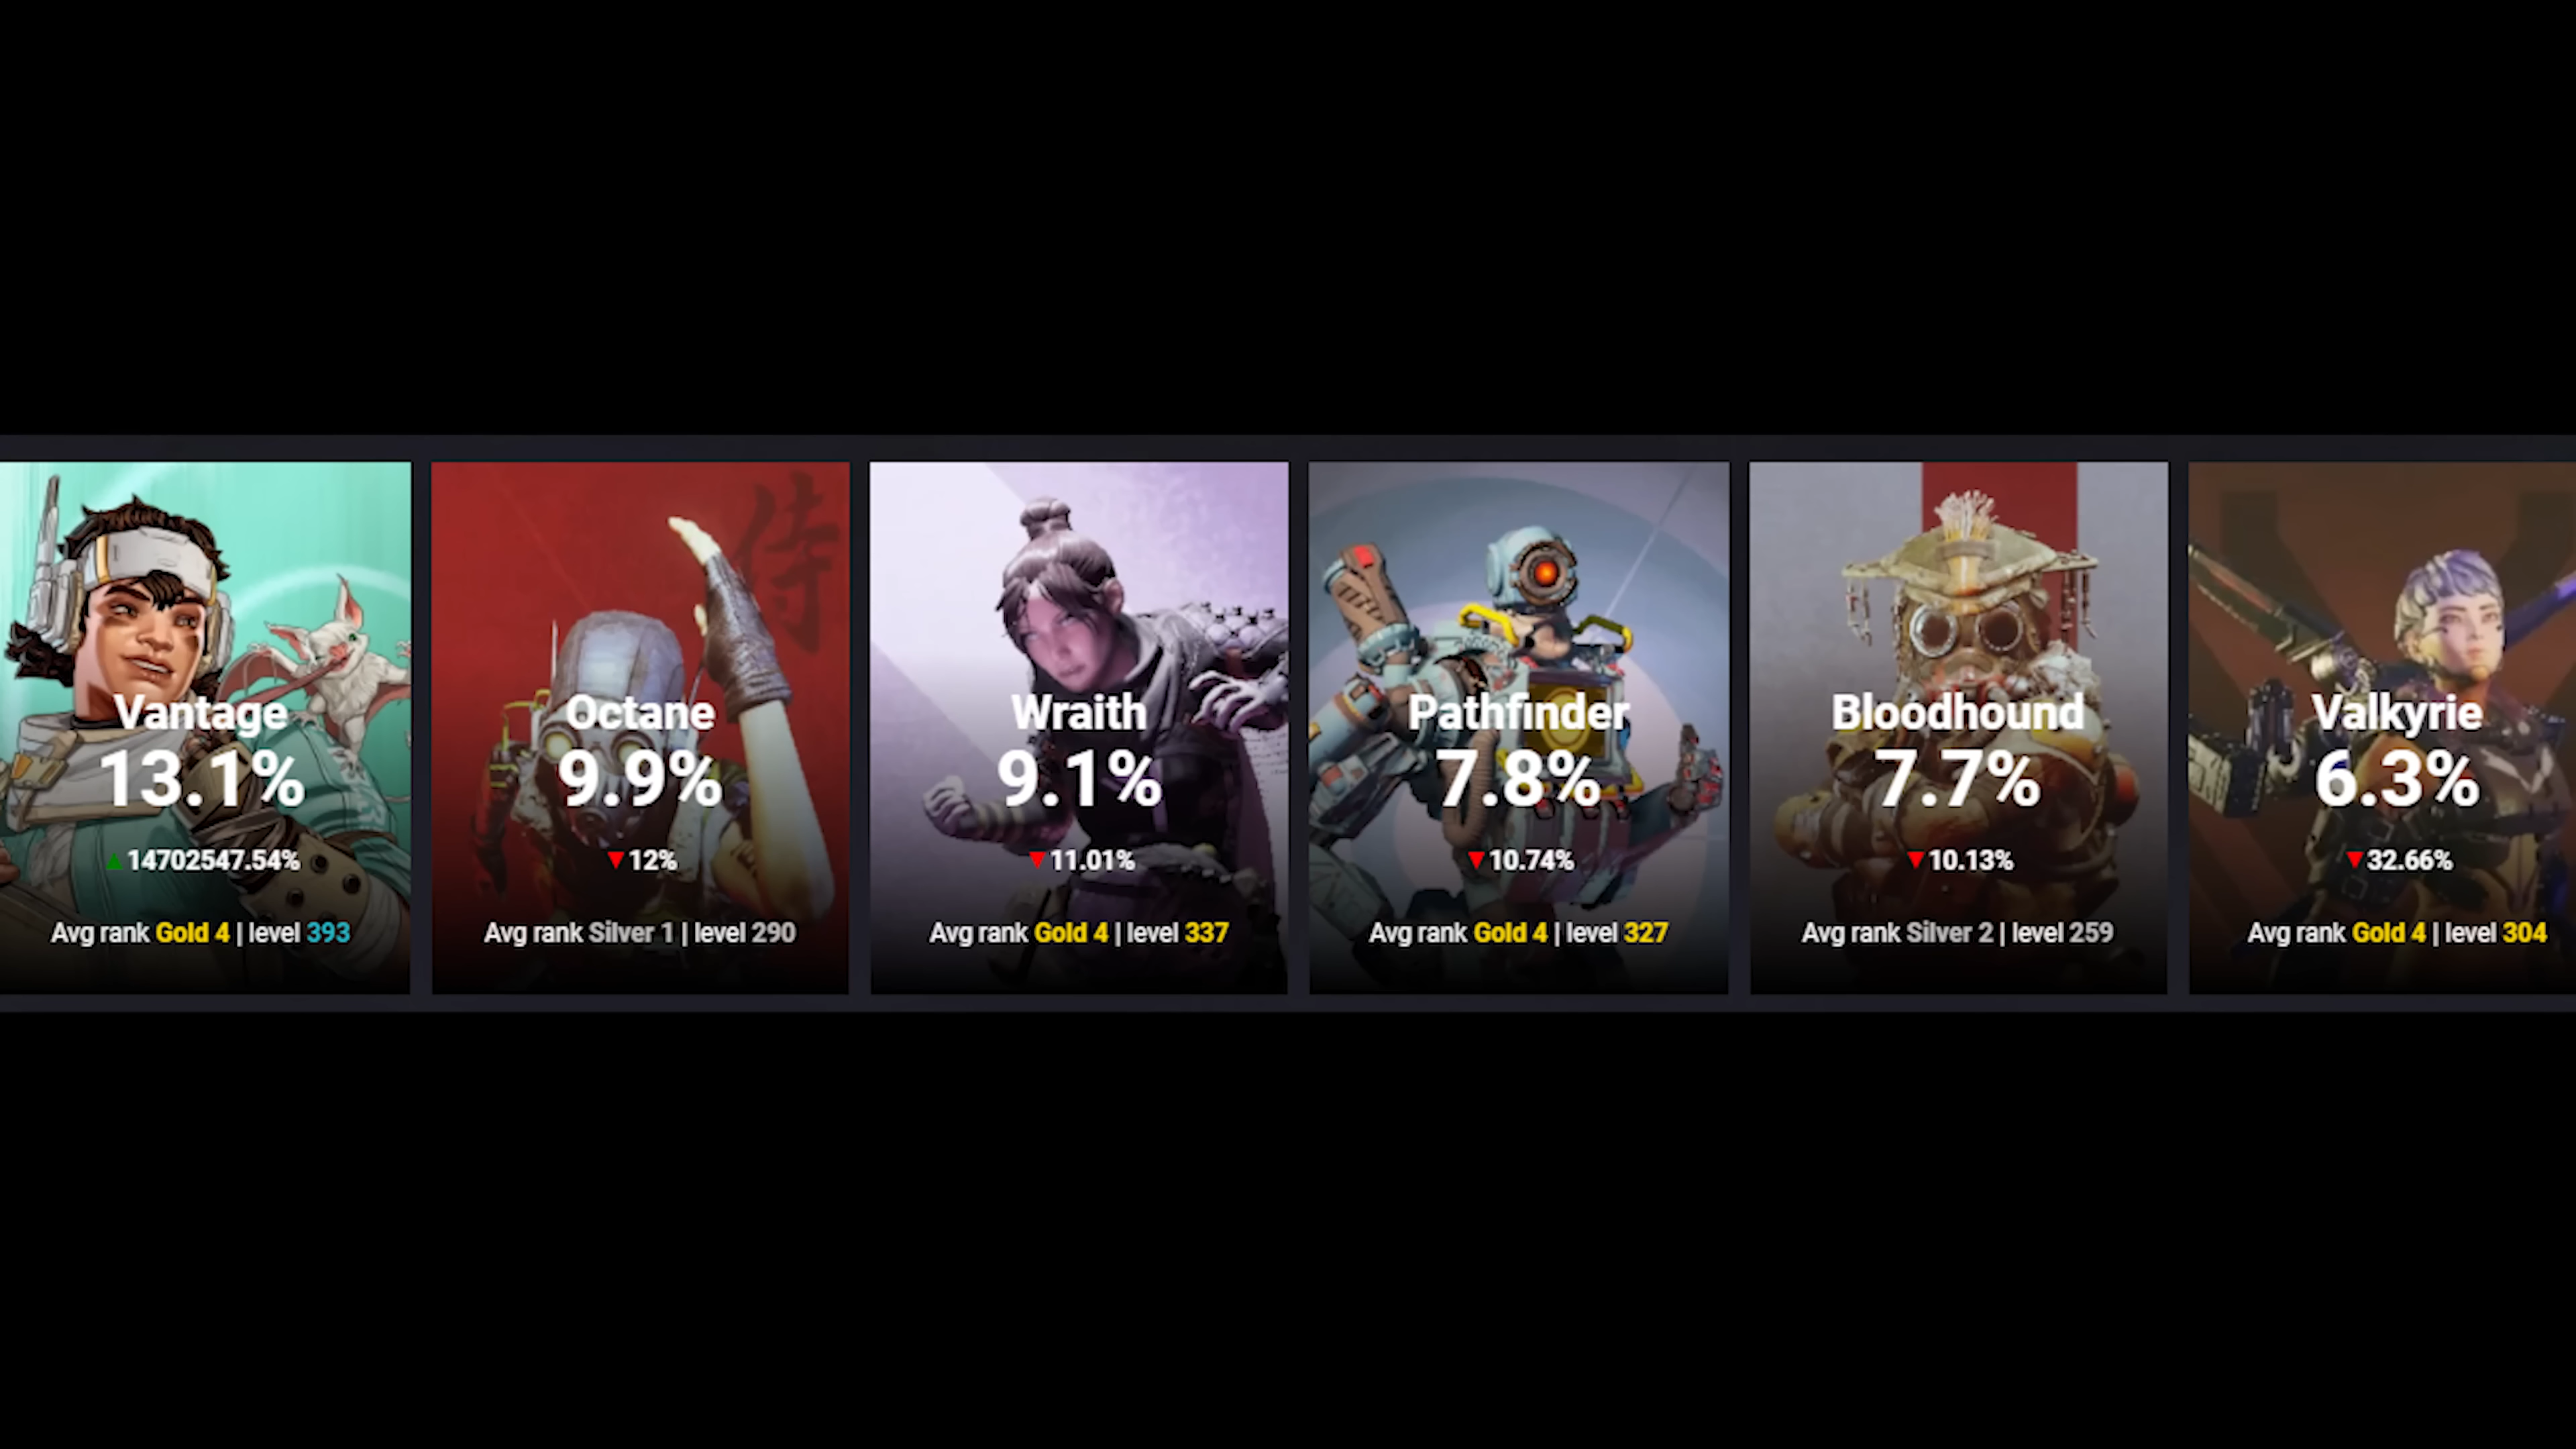 侍
Vantage
13.1%
▲14702547.54%
Avg rank Gold 4 | level 393
Octane
9.9%
▼12%
Avg rank Silver 1 | level 290
Wraith
9.1%
▼11.01%
Avg rank Gold 4 | level 337
Pathfinder
7.8%
▼10.74%
Avg rank Gold 4 | level 327
Bloodhound
7.7%
▼10.13%
Avg rank Silver 2 | level 259
Valkyrie
6.3%
▼32.66%
Avg rank Gold 4 | level 304